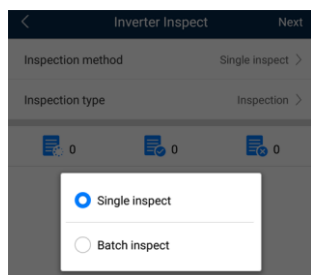 Inverter Inspect Next
Inspection method Single inspect
Inspection type Inspection
0 0 0
Single inspect
Batch inspect